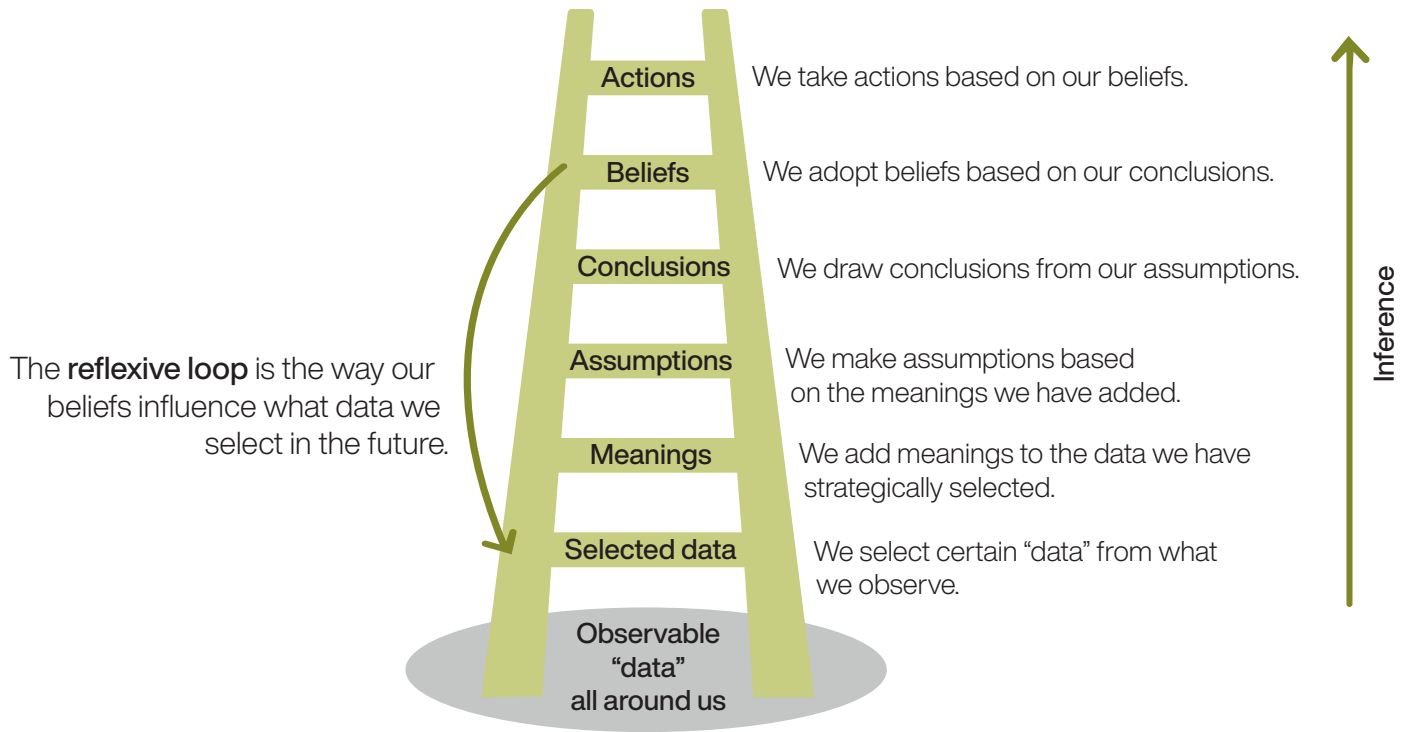 Actions
We take actions based on our beliefs.
Beliefs
We adopt beliefs based on our conclusions.
Conclusions
We draw conclusions from our assumptions.
Assumptions
We make assumptions based
on the meanings we have added.
Meanings
We add meanings to the data we have
strategically selected.
Selected data
We select certain “data” from what
we observe.
Observable
“data”
all around us
The reflexive loop is the way our
beliefs influence what data we
select in the future.
Inference